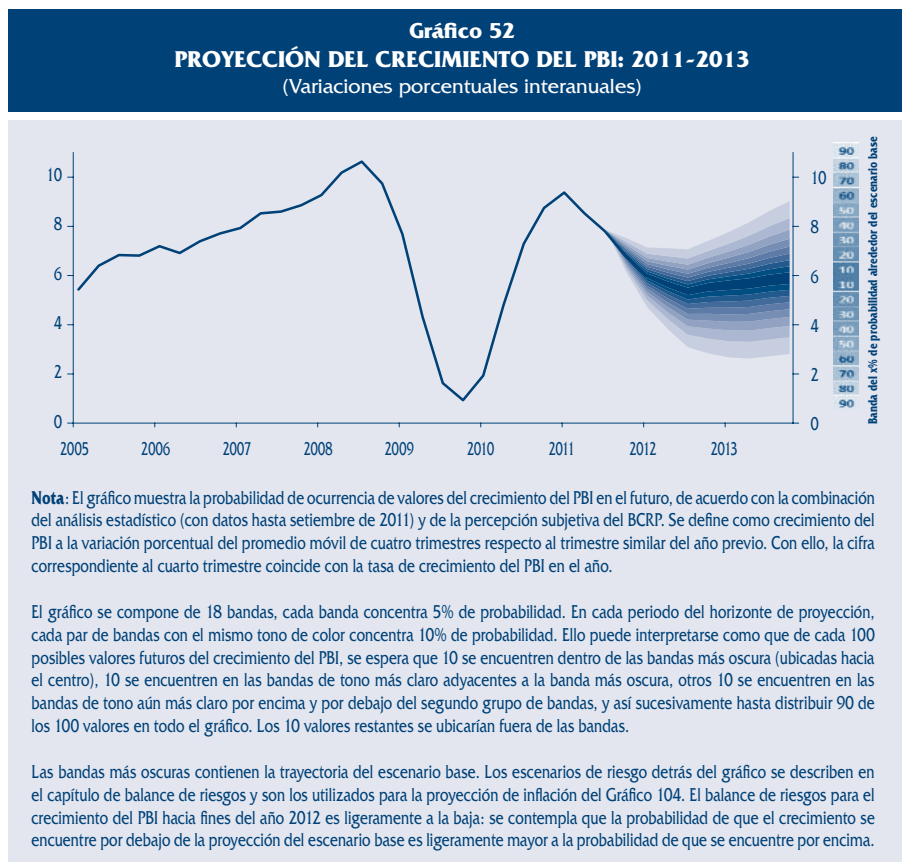 Gráfico 52
PROYECCIÓN DEL CRECIMIENTO DEL PBI: 2011-2013
(Variaciones porcentuales interanuales)
10
8
6
4
2
0
2005 2006 2007 2008 2009 2010 2011 2012 2013
10
8
6
4
2
0
90
80
70
60
50
40
30
20
10
10
20
30
40
50
60
70
80
90
Banda del x% de probabilidad alrededor del escenario base
Nota: El gráfico muestra la probabilidad de ocurrencia de valores del crecimiento del PBI en el futuro, de acuerdo con la combinación
del análisis estadístico (con datos hasta setiembre de 2011) y de la percepción subjetiva del BCRP. Se define como crecimiento del
PBI a la variación porcentual del promedio móvil de cuatro trimestres respecto al trimestre similar del año previo. Con ello, la cifra
correspondiente al cuarto trimestre coincide con la tasa de crecimiento del PBI en el año.
El gráfico se compone de 18 bandas, cada banda concentra 5% de probabilidad. En cada periodo del horizonte de proyección,
cada par de bandas con el mismo tono de color concentra 10% de probabilidad. Ello puede interpretarse como que de cada 100
posibles valores futuros del crecimiento del PBI, se espera que 10 se encuentren dentro de las bandas más oscura (ubicadas hacia
el centro), 10 se encuentren en las bandas de tono más claro adyacentes a la banda más oscura, otros 10 se encuentren en las
bandas de tono aún más claro por encima y por debajo del segundo grupo de bandas, y así sucesivamente hasta distribuir 90 de
los 100 valores en todo el gráfico. Los 10 valores restantes se ubicarían fuera de las bandas.
Las bandas más oscuras contienen la trayectoria del escenario base. Los escenarios de riesgo detrás del gráfico se describen en
el capítulo de balance de riesgos y son los utilizados para la proyección de inflación del Gráfico 104. El balance de riesgos para el
crecimiento del PBI hacia fines del año 2012 es ligeramente a la baja: se contempla que la probabilidad de que el crecimiento se
encuentre por debajo de la proyección del escenario base es ligeramente mayor a la probabilidad de que se encuentre por encima.